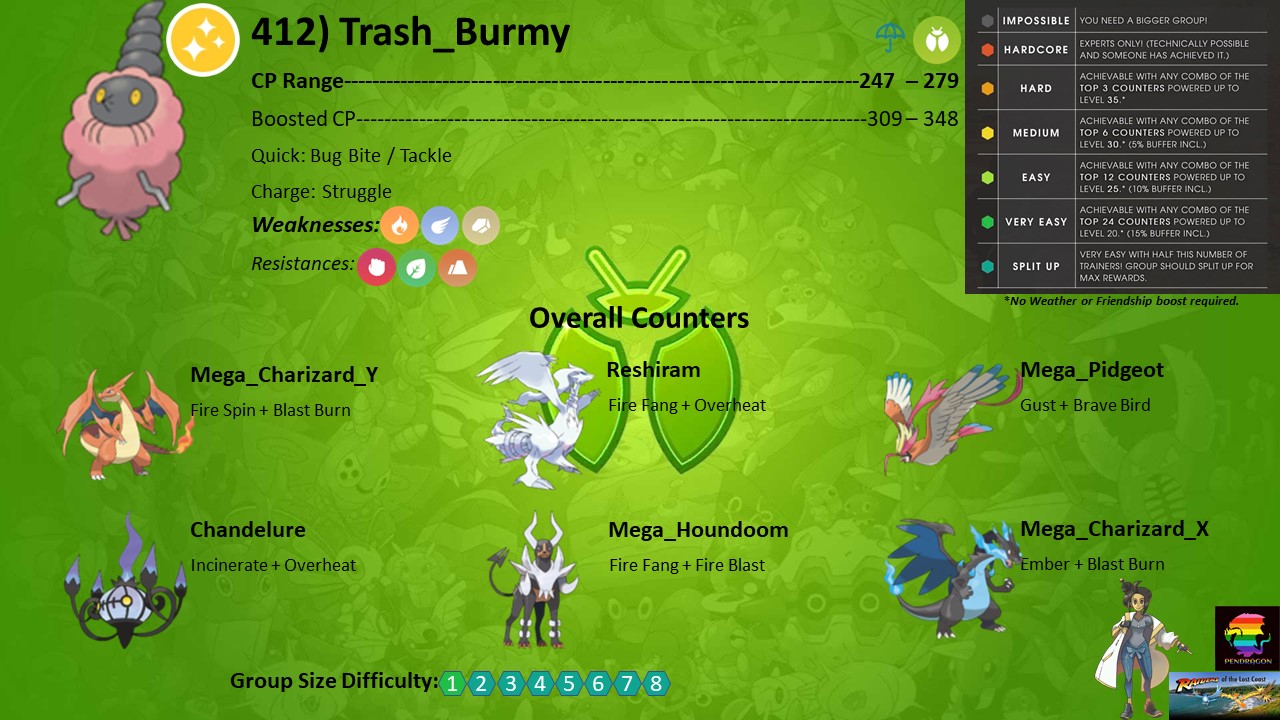 412) Trash_Burmy
CP Range--------------------------------------------------------------------------247 – 279
Boosted CP-------------------------------------------------------------------------309 – 348
Quick: Bug Bite / Tackle
Charge: Struggle
Weaknesses:
Resistances:
IMPOSSIBLE YOU NEED A BIGGER GROUP!
HARDCORE EXPERTS ONLY! (TECHNICALLY POSSIBLE
AND SOMEONE HAS ACHIEVED IT.)
HARD ACHIEVABLE WITH ANY COMBO OF THE
TOP 3 COUNTERS POWERED UP TO
LEVEL 35.*
MEDIUM ACHIEVABLE WITH ANY COMBO OF THE
TOP 6 COUNTERS POWERED UP TO
LEVEL 30.* (5% BUFFER INCL.)
EASY ACHIEVABLE WITH ANY COMBO OF THE
TOP 12 COUNTERS POWERED UP TO
LEVEL 25.* (10% BUFFER INCL.)
VERY EASY ACHIEVABLE WITH ANY COMBO OF THE
TOP 24 COUNTERS POWERED UP TO
LEVEL 20.* (15% BUFFER INCL.)
SPLIT UP VERY EASY WITH HALF THIS NUMBER OF
TRAINERS! GROUP SHOULD SPLIT UP FOR
MAX REWARDS.
*No Weather or Friendship boost required.
Overall Counters
Mega_Charizard_Y
Fire Spin + Blast Burn
Reshiram
Fire Fang + Overheat
Mega_Pidgeot
Gust + Brave Bird
Chandelure
Incinerate + Overheat
Mega_Houndoom
Fire Fang + Fire Blast
Mega_Charizard_X
Ember + Blast Burn
Group Size Difficulty: 1 2 3 4 5 6 7 8
PENDRAGON
RAIDERS of the Lost Coast